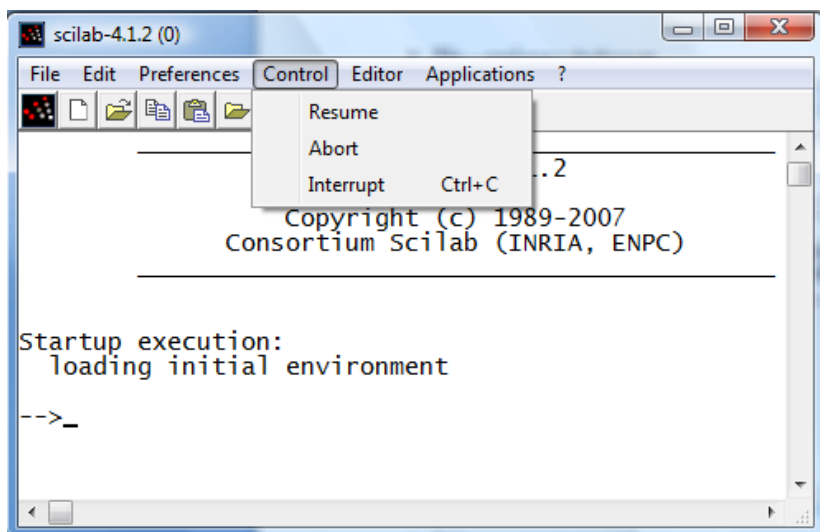 scilab-4.1.2 (0)
File Edit Preferences Control Editor Applications ?
Resume
Abort
Interrupt Ctrl+C
.2
Copyright (c) 1989-2007
Consortium Scilab (INRIA, ENPC)
Startup execution:
loading initial environment
-->_